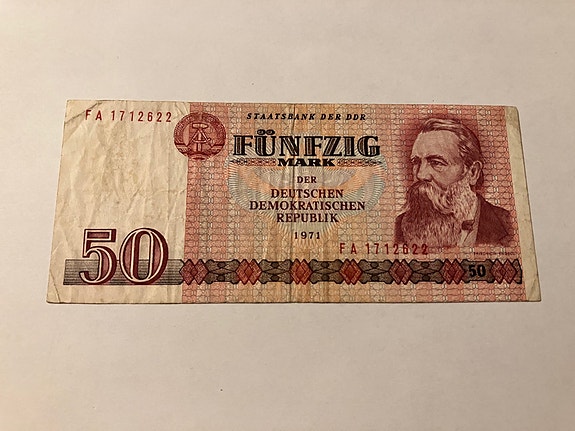 FA 1712622
STAATSBANK DER DDR
FÜNFZIG
MARK
DER
DEUTSCHEN
DEMOKRATISCHEN
REPUBLIK
1971
FA 1712622
50
50